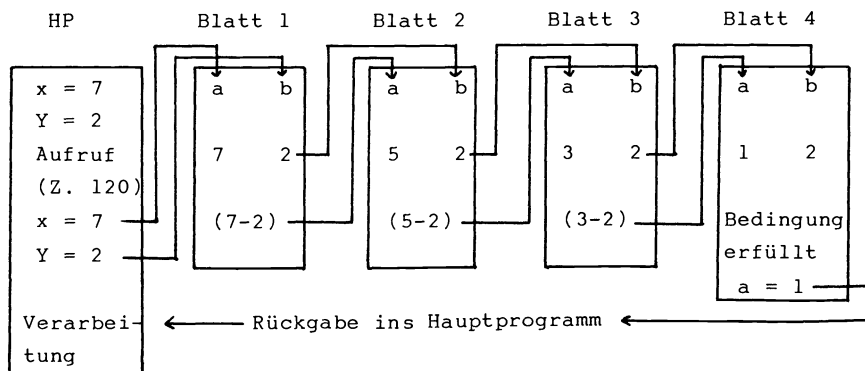 HP Blatt 1 Blatt 2 Blatt 3 Blatt 4
x = 7 a b a b a b a b
Y = 2
Aufruf 7 2 5 2 3 2 1 2
(Z. 120)
x = 7 (7-2) (5-2) (3-2) Bedingung
Y = 2 erfüllt
a = 1
Verarbei- Rückgabe ins Hauptprogramm
tung